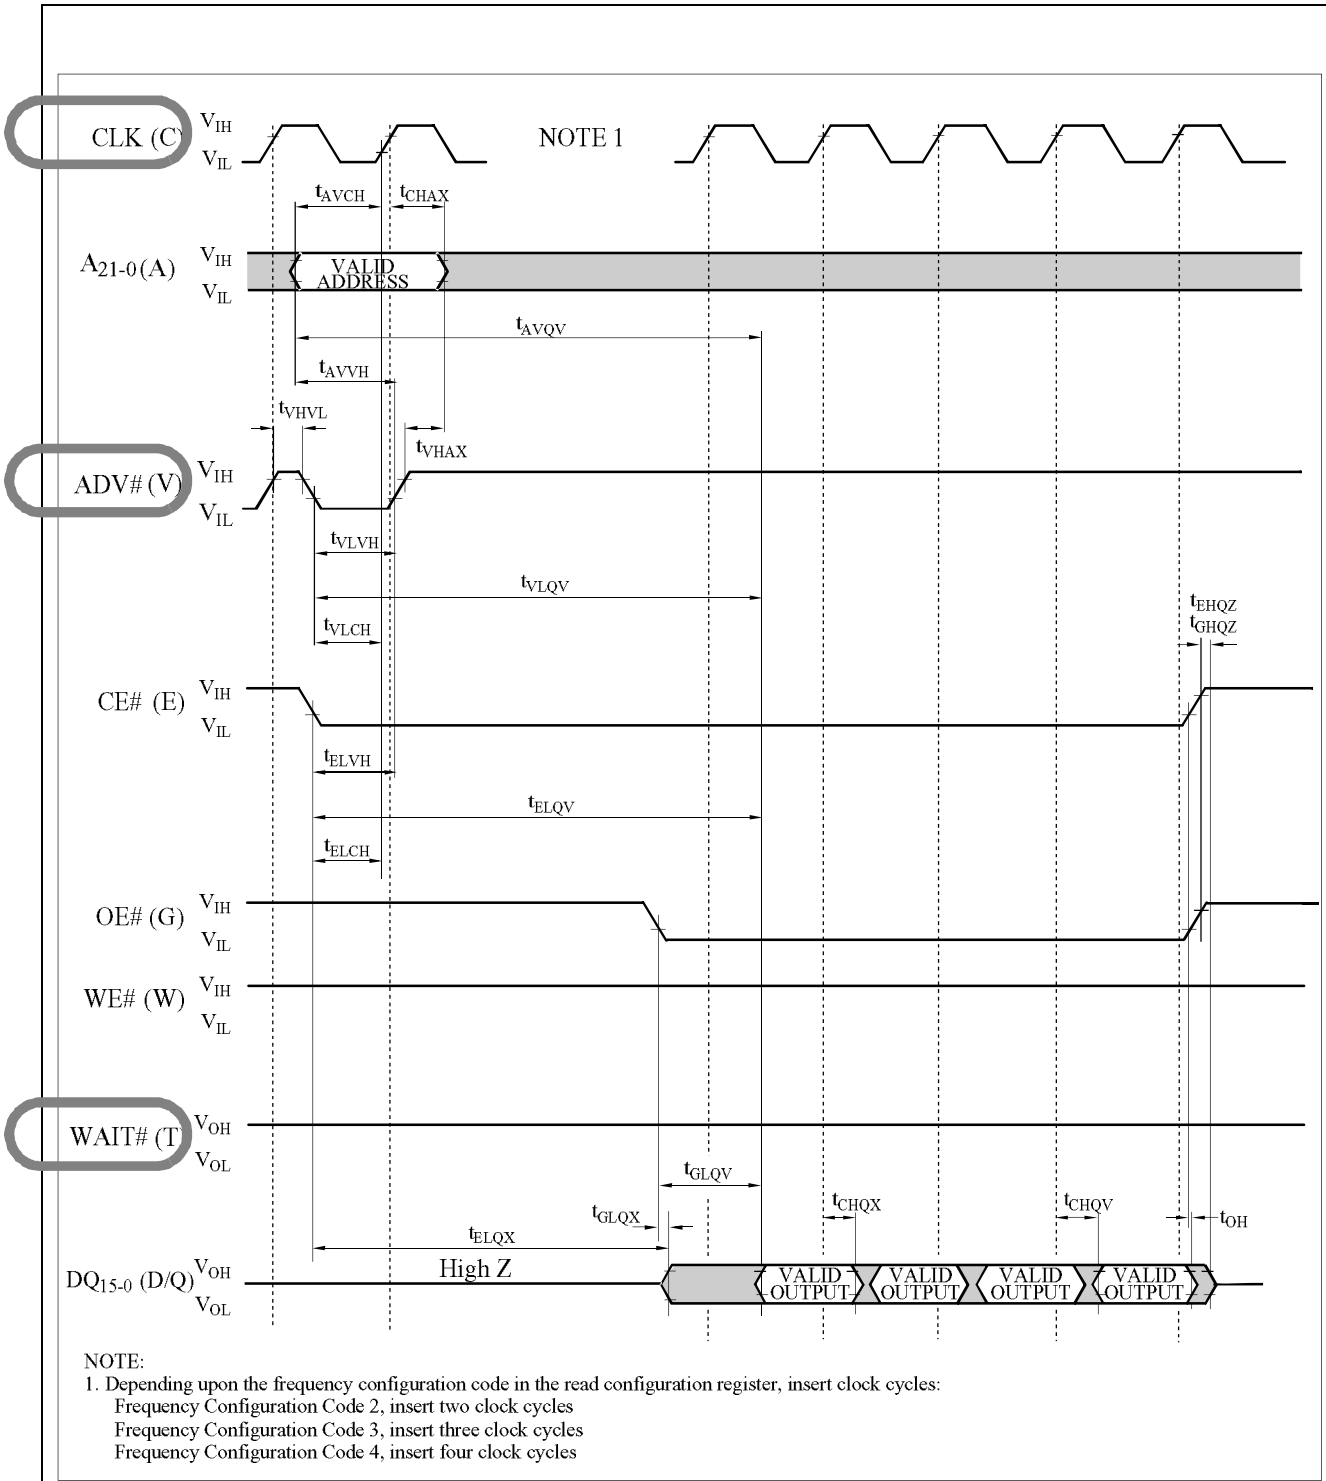 CLK (C) VIH NOTE 1
VIL
tAVCH tCHAX
A21-0 (A) VIH
VALID
ADDRESS
VIL
tAVQV
tAVVH
tVHVL
tVHAX
ADV# (V) VIH
VIL
tVLVH
tVLQV
tEHQZ
tGHQZ
tVLCH
CE# (E) VIH
VIL
tELVH
tELQV
tELCH
OE# (G) VIH
VIL
WE# (W) VIH
VIL
WAIT# (T VOH
VOL
tGLQV
tGLQX tCHQX tCHQV tOH
tELQX
DQ15-0 (D/Q) VOH High Z VALID VALID VALID VALID
OUTPUT OUTPUT OUTPUT OUTPUT
VOL
NOTE:
1. Depending upon the frequency configuration code in the read configuration register, insert clock cycles:
Frequency Configuration Code 2, insert two clock cycles
Frequency Configuration Code 3, insert three clock cycles
Frequency Configuration Code 4, insert four clock cycles